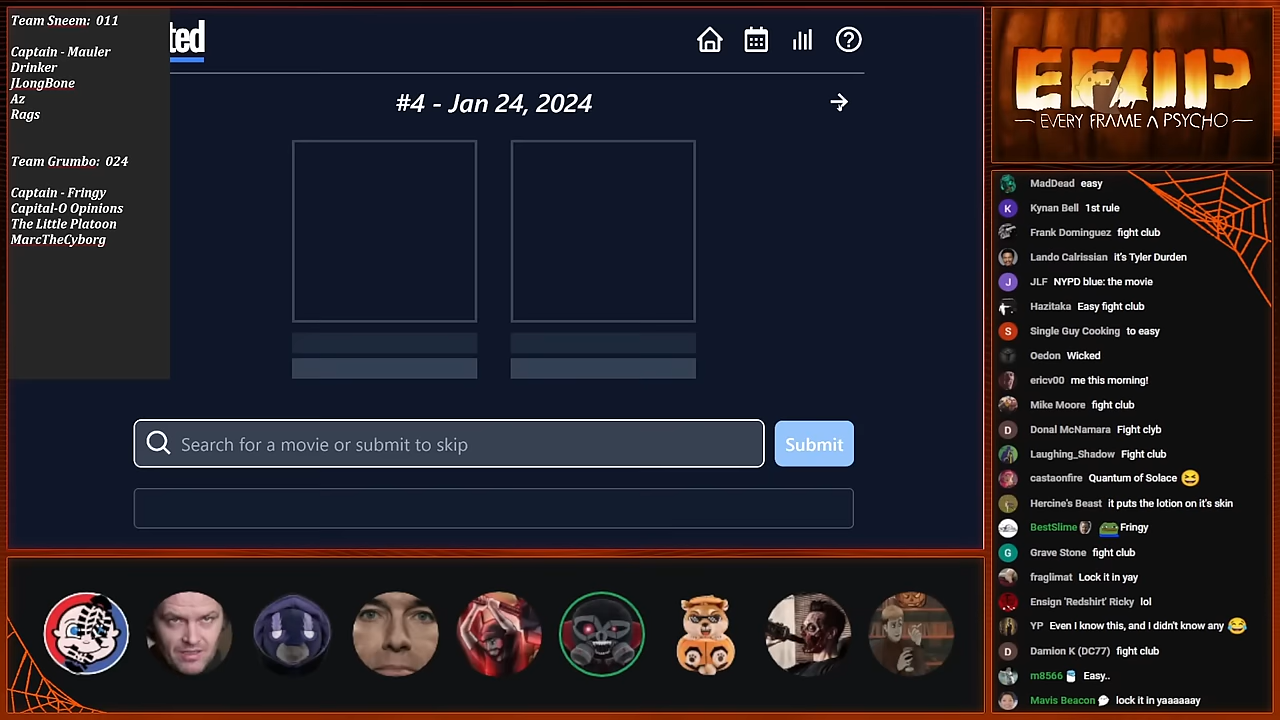 Team Sneem: 011
Captain - Mauler
Drinker
JLongBone
Az
Rags
Team Grumbo: 024
Captain - Fringy
Capital-O Opinions
The Little Platoon
MarcTheCyborg
ted
#4 - Jan 24, 2024
Search for a movie or submit to skip
Submit
EFAP
EVERY FRAME A PSYCHO
MadDead easy
K Kynan Bell 1st rule
Frank Dominguez fight club
Lando Calrissian it's Tyler Durden
J JLF NYPD blue: the movie
Hazitaka Easy fight club
S Single Guy Cooking to easy
Oedon Wicked
ericv00 me this morning!
Mike Moore fight club
D Donal McNamara Fight clyb
Laughing_Shadow Fight club
castaonfire Quantum of Solace 😆
Hercine's Beast it puts the lotion on it's skin
BestSlime Fringy
G Grave Stone fight club
fraglimat Lock it in yay
Ensign 'Redshirt' Ricky lol
YP Even I know this, and I didn't know any 😂
D Damion K (DC77) fight club
m8566 Easy..
Mavis Beacon lock it in yaaaaaay